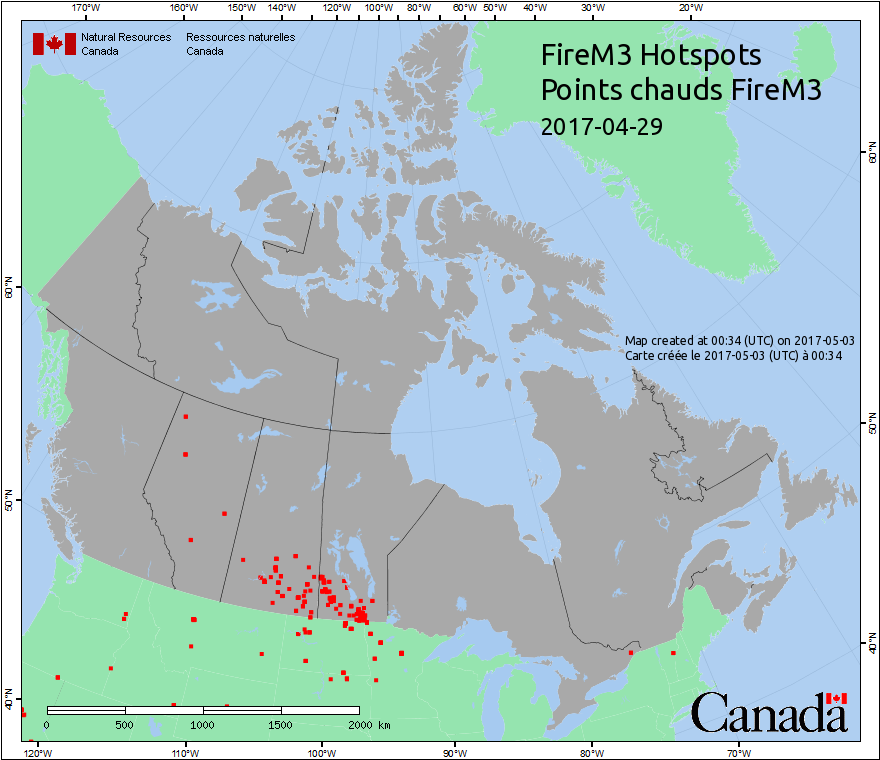 170°W 160°W 150°W 140°W 130°W 120°W 110°W 100°W 90°W 80°W 70°W 60°W 50°W 40°W 30°W 20°W
Natural Resources Ressources naturelles
Canada Canada
FireM3 Hotspots
Points chauds FireM3
2017-04-29
60°N
60°N
Map created at 00:34 (UTC) on 2017-05-03
Carte créée le 2017-05-03 (UTC) à 00:34
50°N
50°N
40°N
40°N
Canada
0 500 1000 1500 2000 km
120°W 110°W 100°W 90°W 80°W 70°W